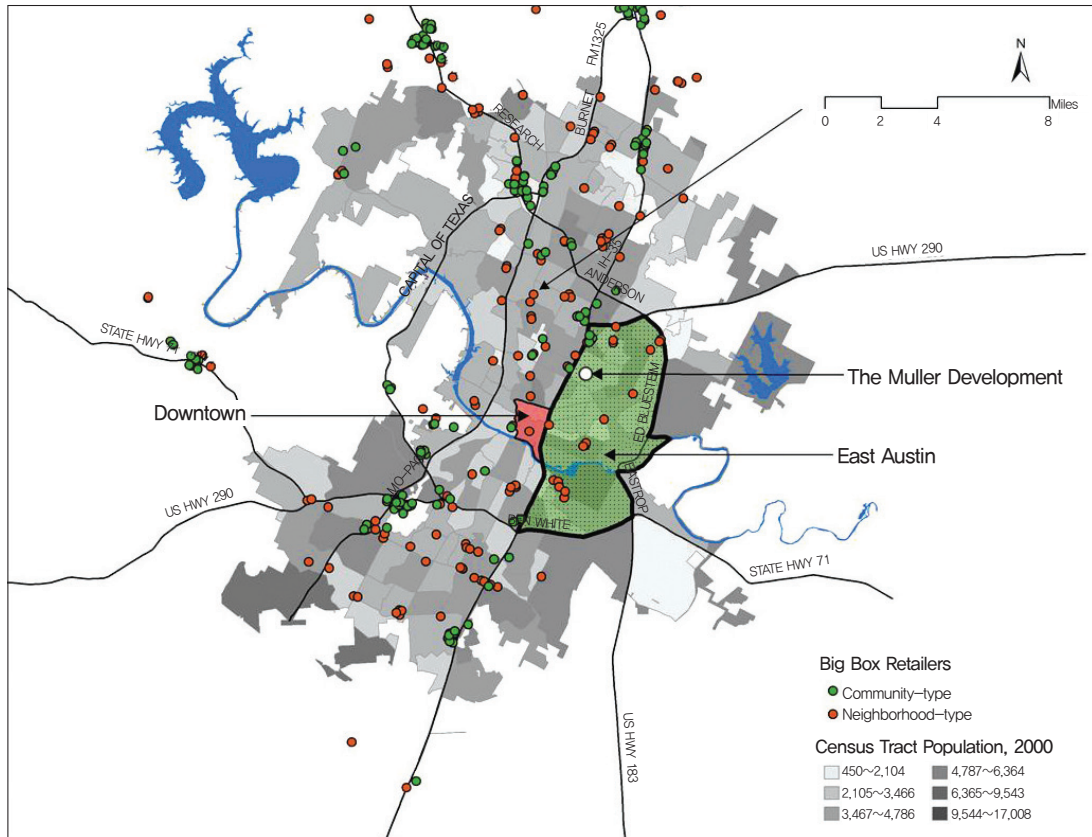 FM1325
BURNET
RESEARCH
N
Miles
0 2 4 8
CAPITAL OF TEXAS
IH-35
ANDERSON
US HWY 290
STATE HWY 71
The Muller Development
Downtown
ED BLUESTEIM
East Austin
BASTROP
MO-PAC
US HWY 290
BEN WHITE
STATE HWY 71
US HWY 183
Big Box Retailers
Community-type
Neighborhood-type
Census Tract Population, 2000
450~2,104 4,787~6,364
2,105~3,466 6,365~9,543
3,467~4,786 9,544~17,008